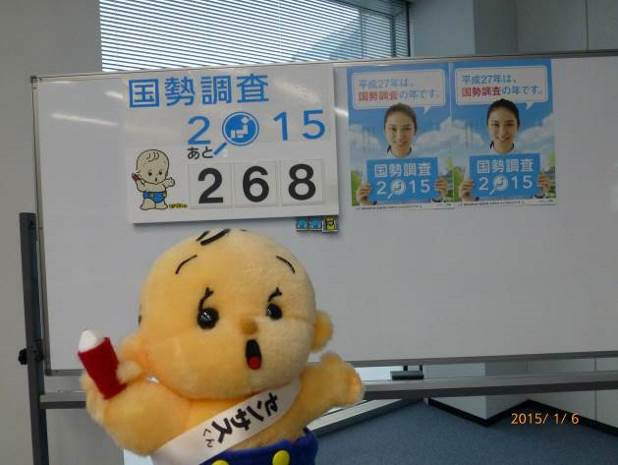 国勢調査
2015
あと
268
平成27年は、
国勢調査の年です。
国勢調査
2015
平成27年は、
国勢調査の年です。
国勢調査
2015
センサスくん
2015/ 1/ 6